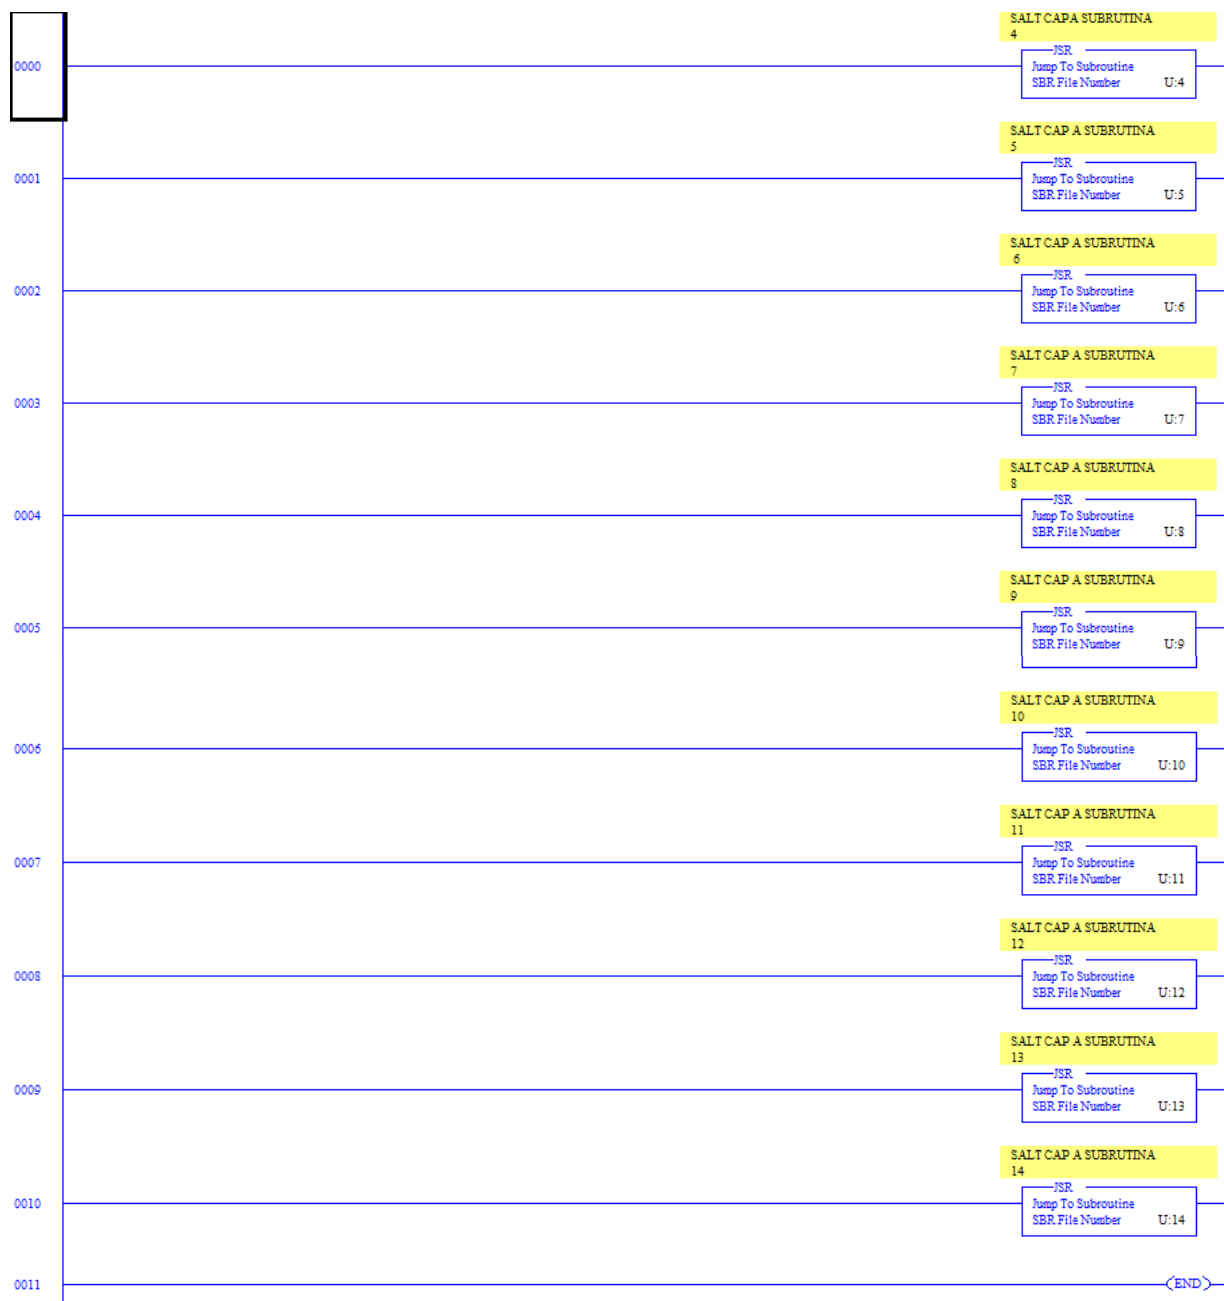 SALT CAPA SUBRUTINA
4
JSR
0000
Jump To Subroutine
SBR File Number U:4
SALT CAP A SUBRUTINA
5
JSR
0001
Jump To Subroutine
SBR File Number U:5
SALT CAP A SUBRUTINA
6
JSR
0002
Jump To Subroutine
SBR File Number U:6
SALT CAP A SUBRUTINA
7
JSR
0003
Jump To Subroutine
SBR File Number U:7
SALT CAP A SUBRUTINA
8
JSR
0004
Jump To Subroutine
SBR File Number U:8
SALT CAP A SUBRUTINA
9
JSR
0005
Jump To Subroutine
SBR File Number U:9
SALT CAP A SUBRUTINA
10
JSR
0006
Jump To Subroutine
SBR File Number U:10
SALT CAP A SUBRUTINA
11
JSR
0007
Jump To Subroutine
SBR File Number U:11
SALT CAP A SUBRUTINA
12
JSR
0008
Jump To Subroutine
SBR File Number U:12
SALT CAP A SUBRUTINA
13
JSR
0009
Jump To Subroutine
SBR File Number U:13
SALT CAP A SUBRUTINA
14
JSR
0010
Jump To Subroutine
SBR File Number U:14
0011 (END)